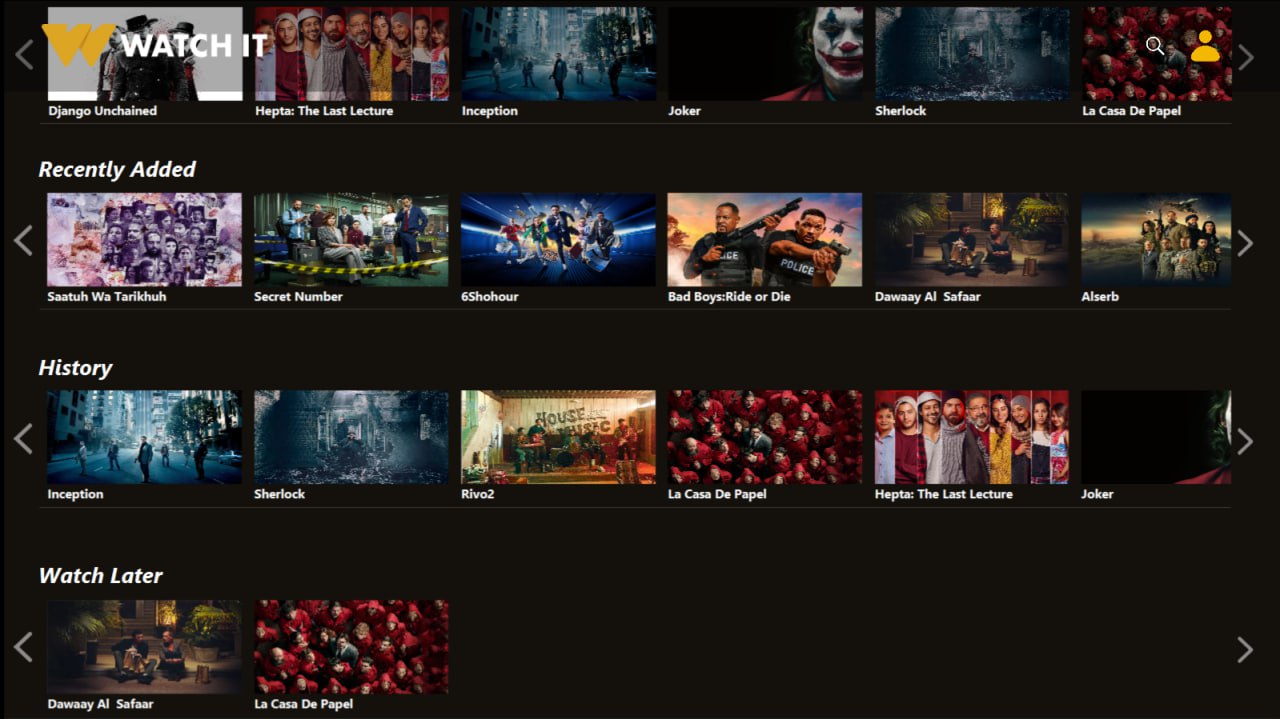 WATCH IT
Django Unchained
Hepta: The Last Lecture
Inception
Joker
Sherlock
La Casa De Papel
Recently Added
POLICE
Saatuh Wa Tarikhuh
Secret Number
6Shohour
Bad Boys:Ride or Die
Dawaay Al  Safaar
Alserb
History
HOUSE
MUSIC
Inception
Sherlock
Rivo2
La Casa De Papel
Hepta: The Last Lecture
Joker
Watch Later
Dawaay Al  Safaar
La Casa De Papel